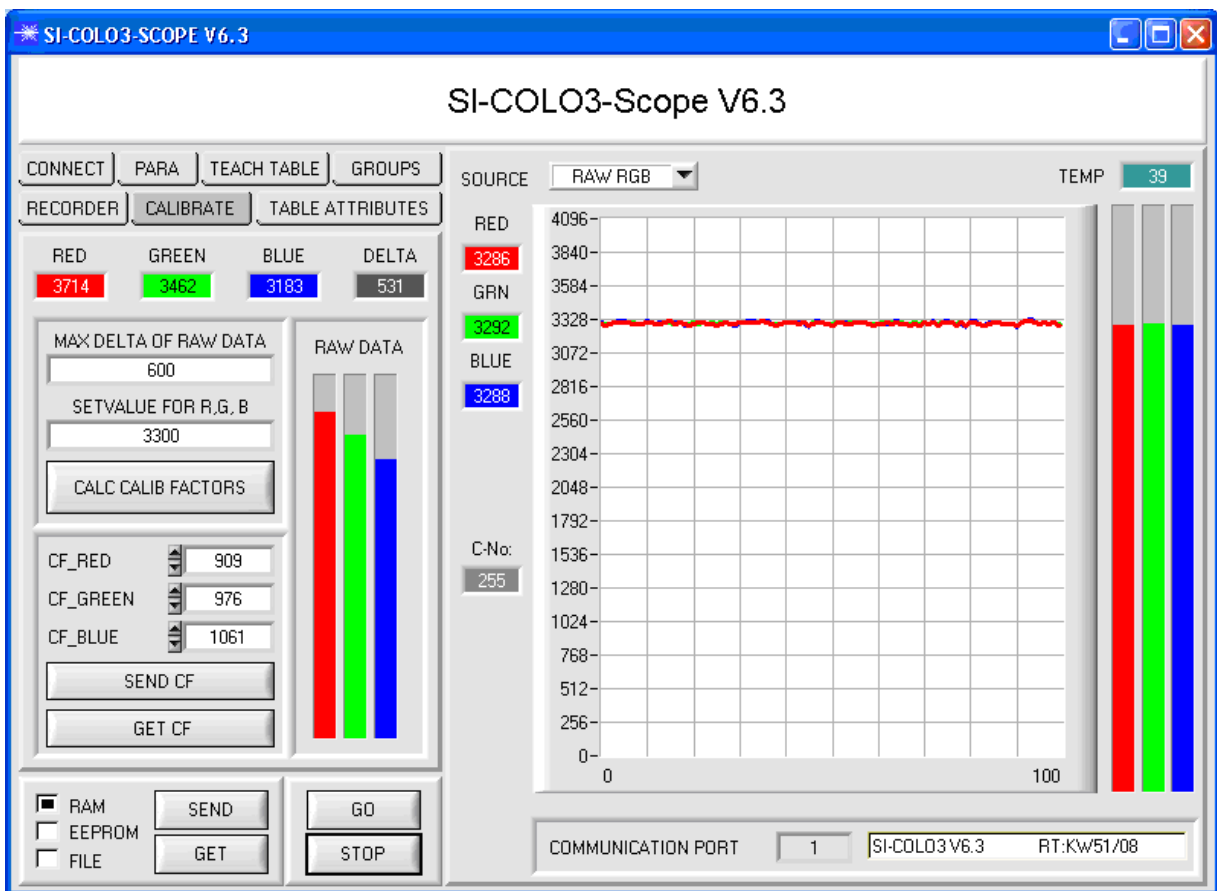 SI-COLO3-SCOPE V6.3
SI-COLO3-Scope V6.3
CONNECT PARA TEACH TABLE GROUPS
RECORDER CALIBRATE TABLE ATTRIBUTES
RED GREEN BLUE DELTA
3714 3462 3183 531
MAX DELTA OF RAW DATA
600
SETVALUE FOR R,G, B
3300
CALC CALIB FACTORS
RAW DATA
CF_RED 909
CF_GREEN 976
CF_BLUE 1061
SEND CF
GET CF
RAM
EEPROM
FILE
SEND
GET
GO
STOP
SOURCE RAW RGB
TEMP 39
RED
3286
GRN
3292
BLUE
3288
C-No:
255
4096
3840
3584
3328
3072
2816
2560
2304
2048
1792
1536
1280
1024
768
512
256
0
0 100
COMMUNICATION PORT 1 SI-COLO3 V6.3 RT:KW51/08